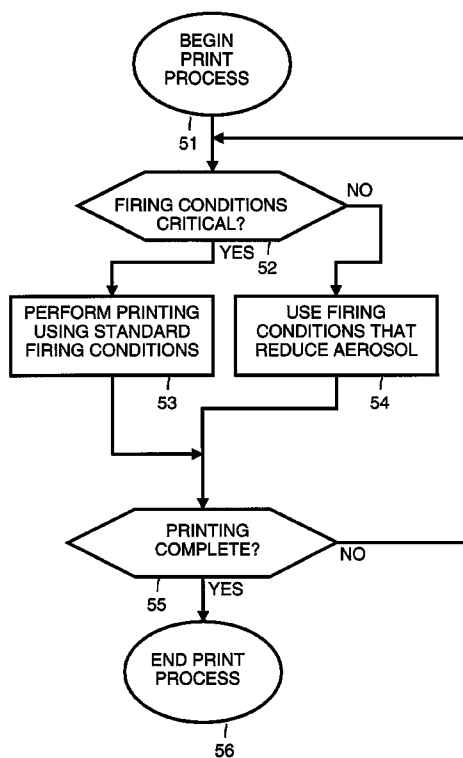 BEGIN
PRINT
PROCESS
51
FIRING CONDITIONS
CRITICAL?
NO
YES
52
PERFORM PRINTING
USING STANDARD
FIRING CONDITIONS
53
USE FIRING
CONDITIONS THAT
REDUCE AEROSOL
54
PRINTING
COMPLETE?
NO
YES
55
END PRINT
PROCESS
56